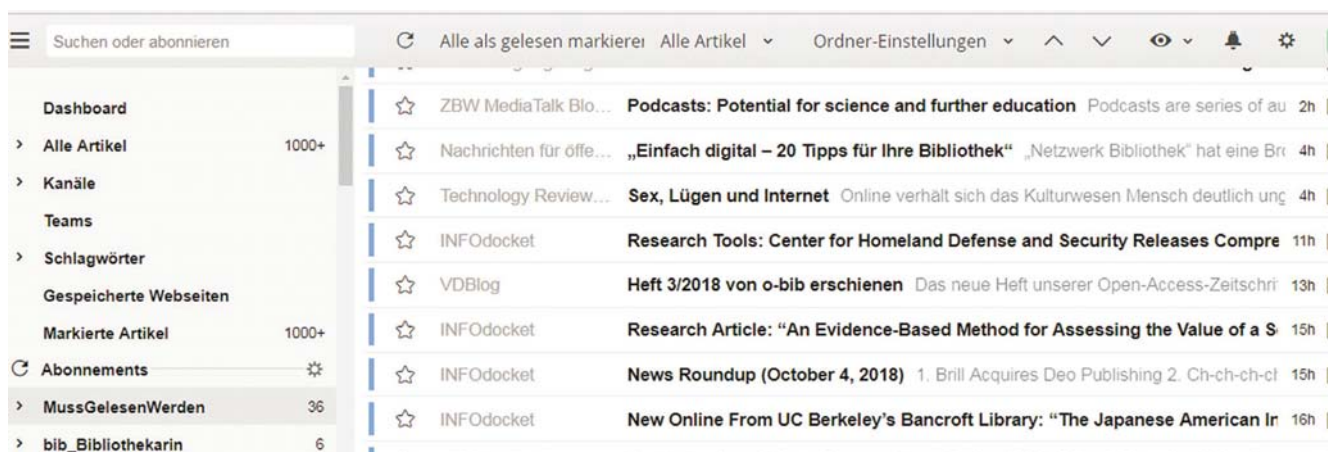 Suchen oder abonnieren
Alle als gelesen markieren Alle Artikel Ordner-Einstellungen
Dashboard
Alle Artikel 1000+
Kanäle
Teams
Schlagwörter
Gespeicherte Webseiten
Markierte Artikel 1000+
Abonnements
MussGelesenWerden 36
bib_Bibliothekarin 6
ZBW MediaTalk Blo... Podcasts: Potential for science and further education Podcasts are series of au 2h
Nachrichten für öffe... „Einfach digital – 20 Tipps für Ihre Bibliothek“ „Netzwerk Bibliothek“ hat eine Bro 4h
Technology Review... Sex, Lügen und Internet Online verhält sich das Kulturwesen Mensch deutlich ung 4h
INFOdocket Research Tools: Center for Homeland Defense and Security Releases Compre 11h
VDBlog Heft 3/2018 von o-bib erschienen Das neue Heft unserer Open-Access-Zeitschri 13h
INFOdocket Research Article: “An Evidence-Based Method for Assessing the Value of a S 15h
INFOdocket News Roundup (October 4, 2018) 1. Brill Acquires Deo Publishing 2. Ch-ch-ch-ch 15h
INFOdocket New Online From UC Berkeley’s Bancroft Library: “The Japanese American In 16h